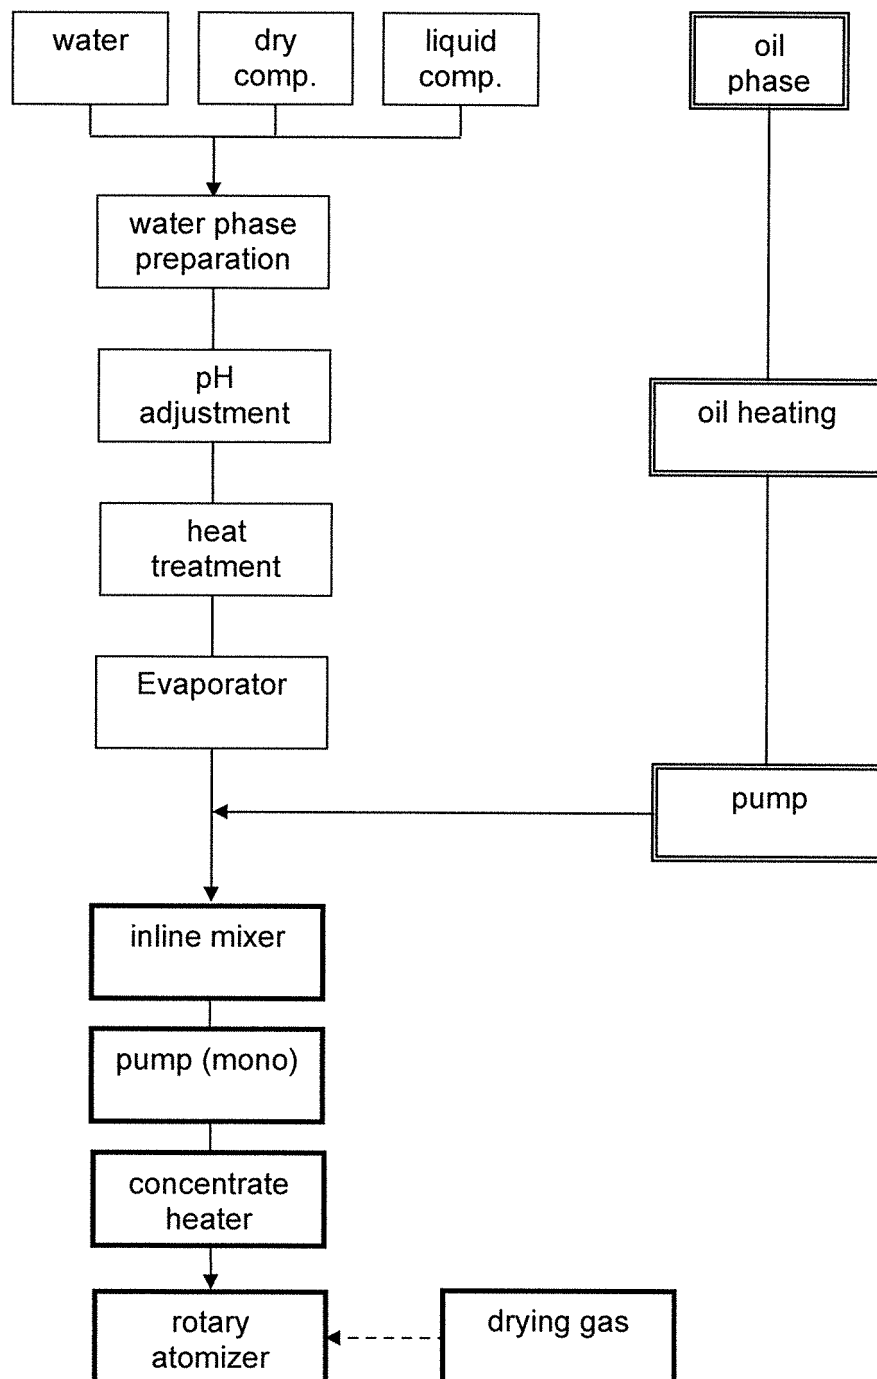 water
dry
comp.
liquid
comp.
oil
phase
water phase
preparation
pH
adjustment
oil heating
heat
treatment
Evaporator
pump
inline mixer
pump (mono)
concentrate
heater
rotary
atomizer
drying gas